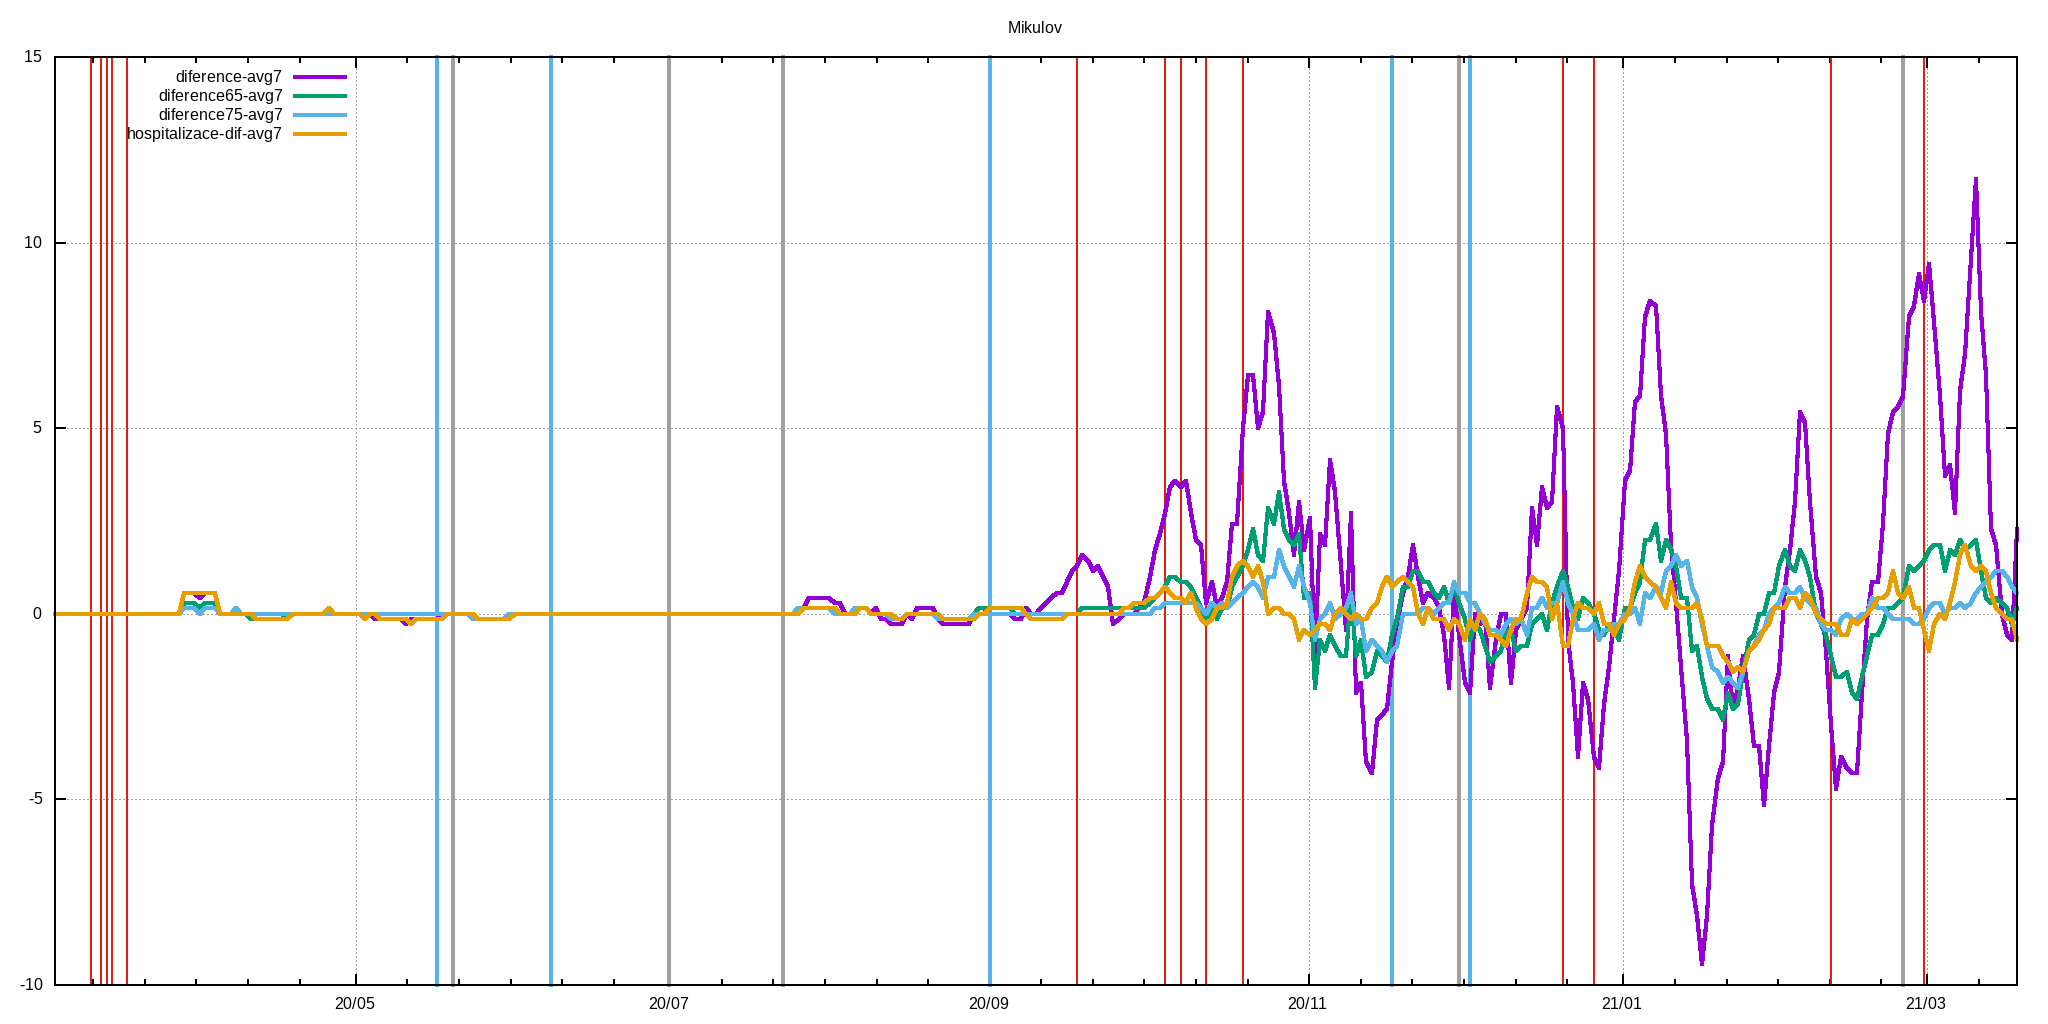 Mikulov
15
diference-avg7
diference65-avg7
diference75-avg7
hospitalizace-dif-avg7
10
5
0
-5
-10
20/05 20/07 20/09 20/11 21/01 21/03